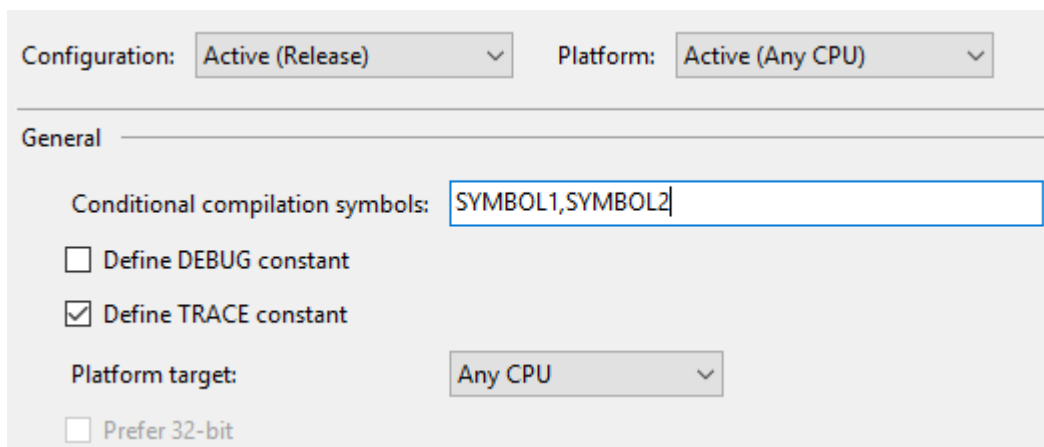 Configuration: Active (Release) Platform: Active (Any CPU)
General
Conditional compilation symbols: SYMBOL1,SYMBOL2
Define DEBUG constant
Define TRACE constant
Platform target: Any CPU
Prefer 32-bit